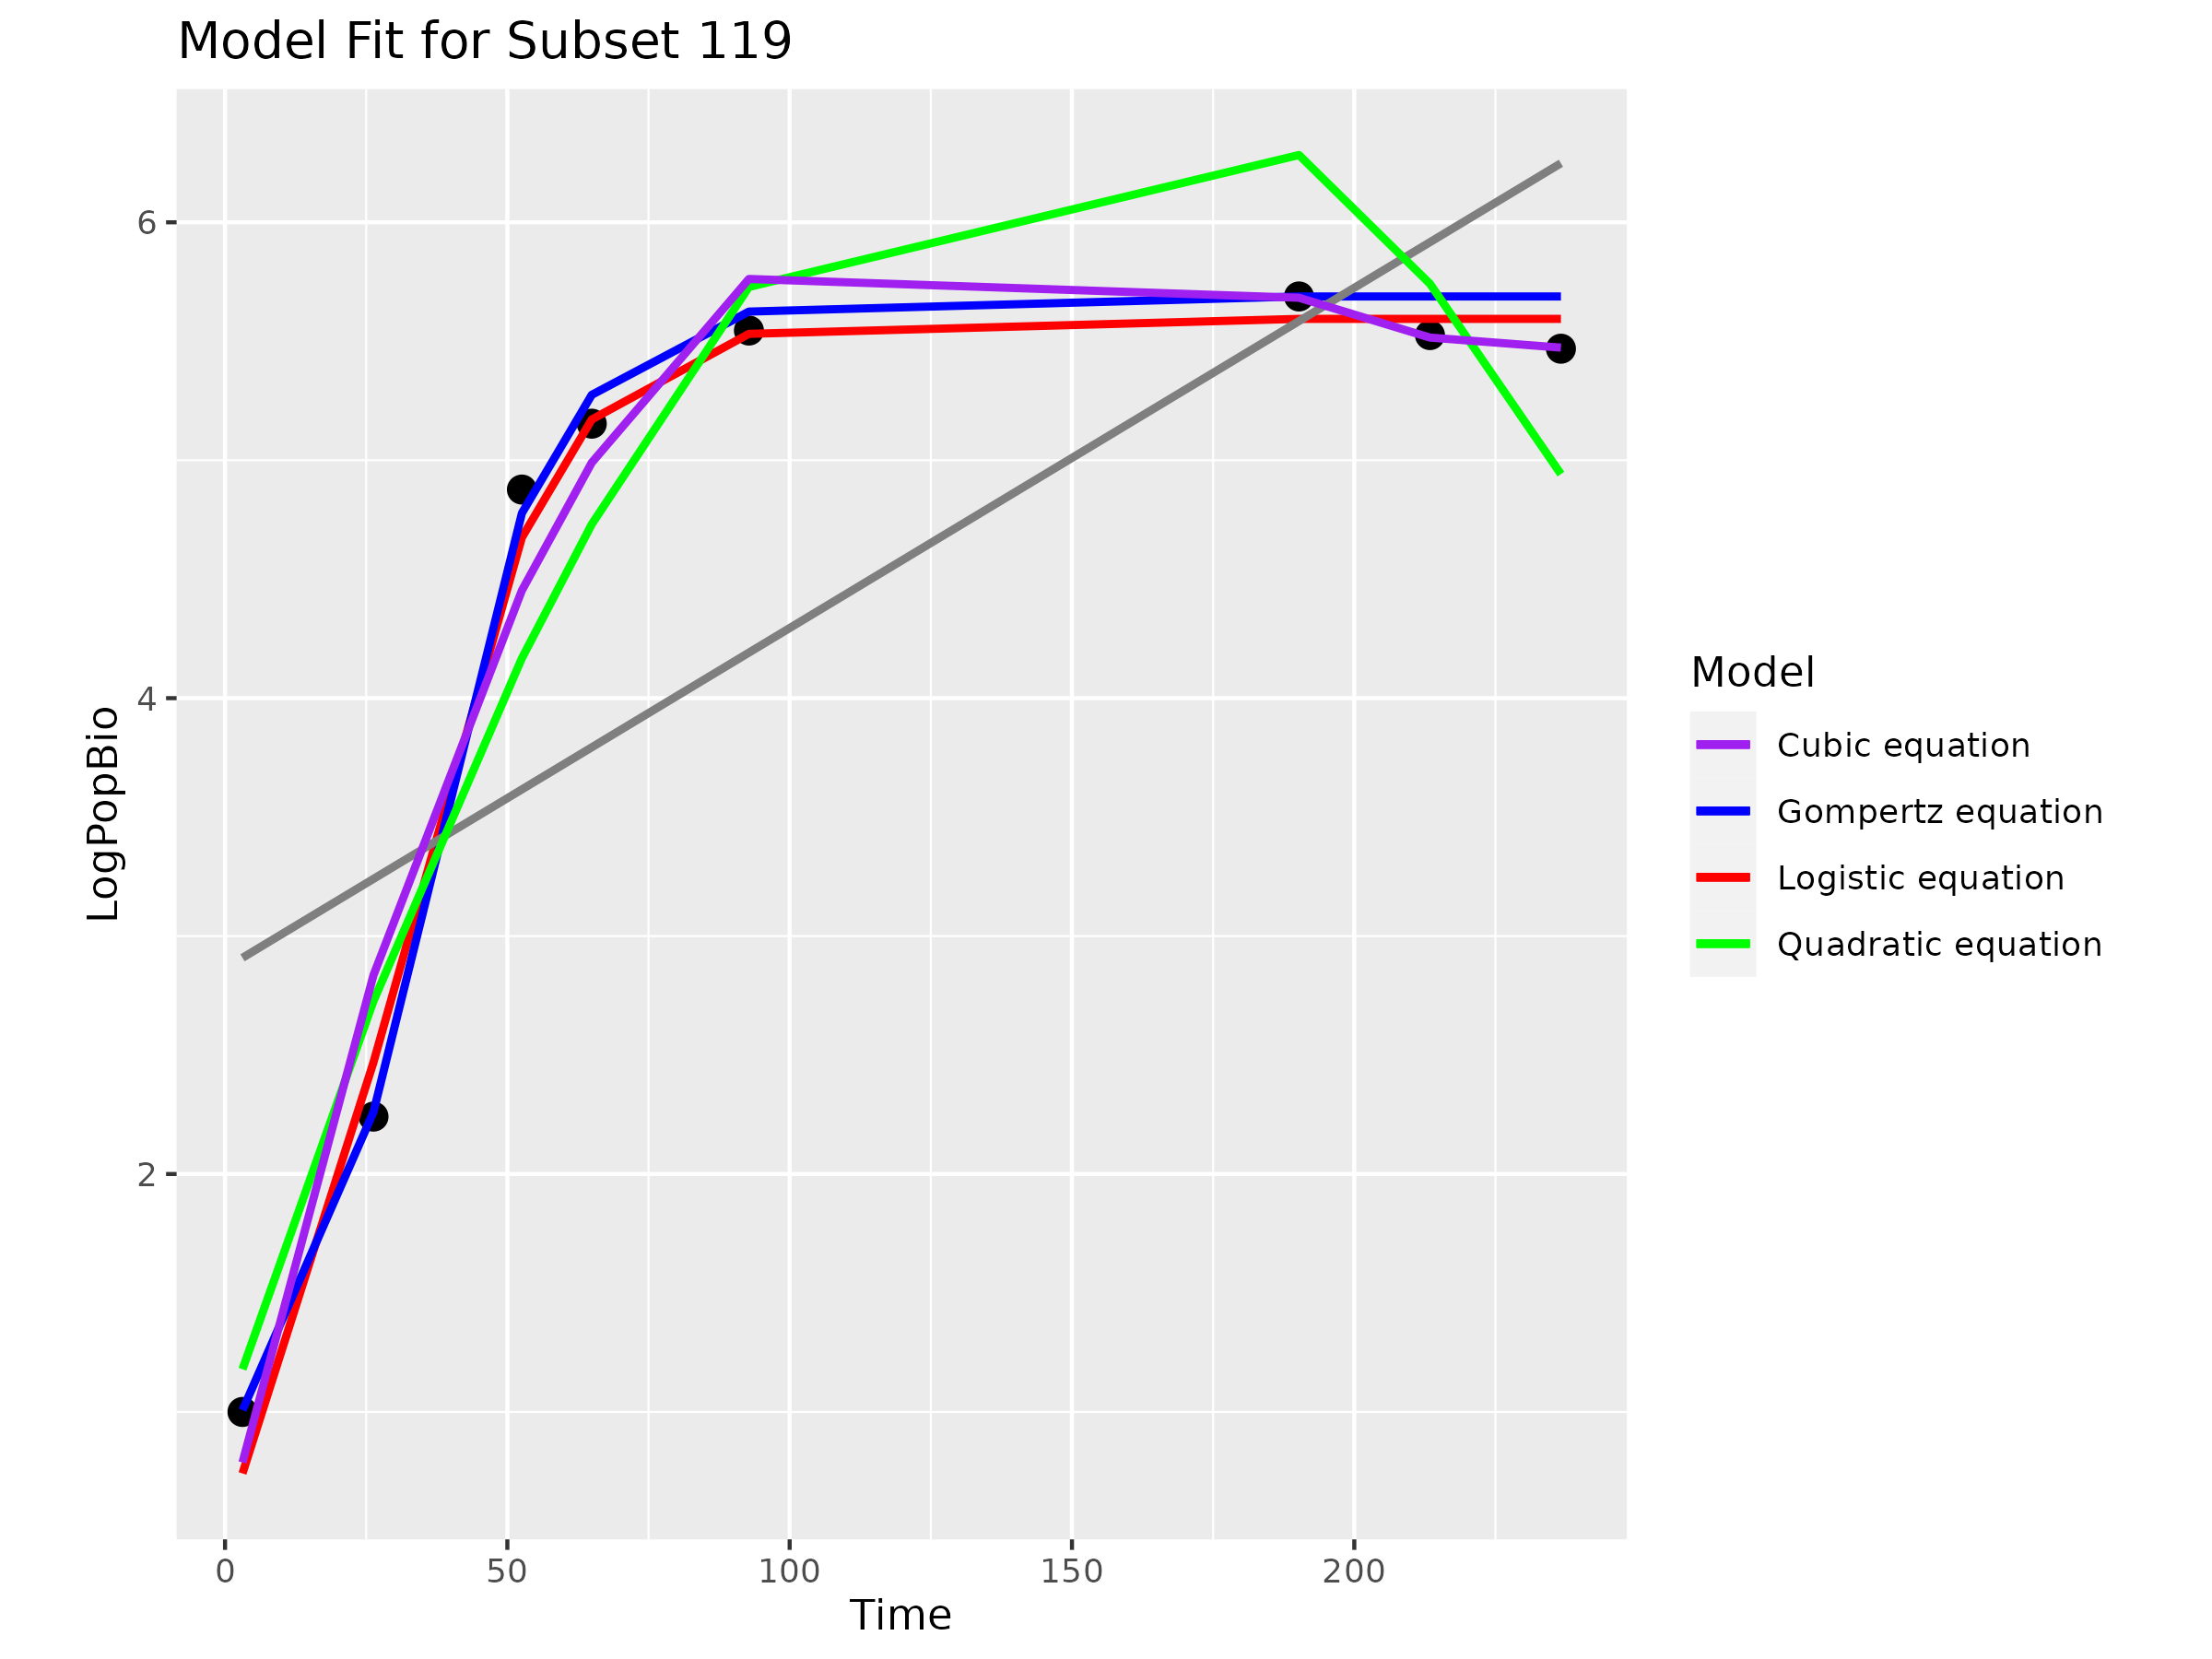 Model Fit for Subset 119
6
4
2
LogPopBio
0 50 100 150 200
Time
Model
Cubic equation
Gompertz equation
Logistic equation
Quadratic equation